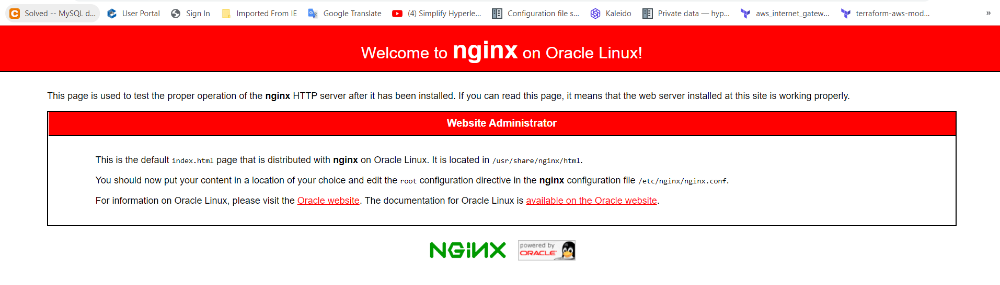 Solved -- MySQL d... User Portal Sign In Imported From IE Google Translate (4) Simplify Hyperle... Configuration file s... Kaleido Private data — hyp... aws_internet_gatew... terraform-aws-mod... »
Welcome to nginx on Oracle Linux!
This page is used to test the proper operation of the nginx HTTP server after it has been installed. If you can read this page, it means that the web server installed at this site is working properly.
Website Administrator
This is the default index.html page that is distributed with nginx on Oracle Linux. It is located in /usr/share/nginx/html.
You should now put your content in a location of your choice and edit the root configuration directive in the nginx configuration file /etc/nginx/nginx.conf.
For information on Oracle Linux, please visit the Oracle website. The documentation for Oracle Linux is available on the Oracle website.
NGiNX
powered by
ORACLE